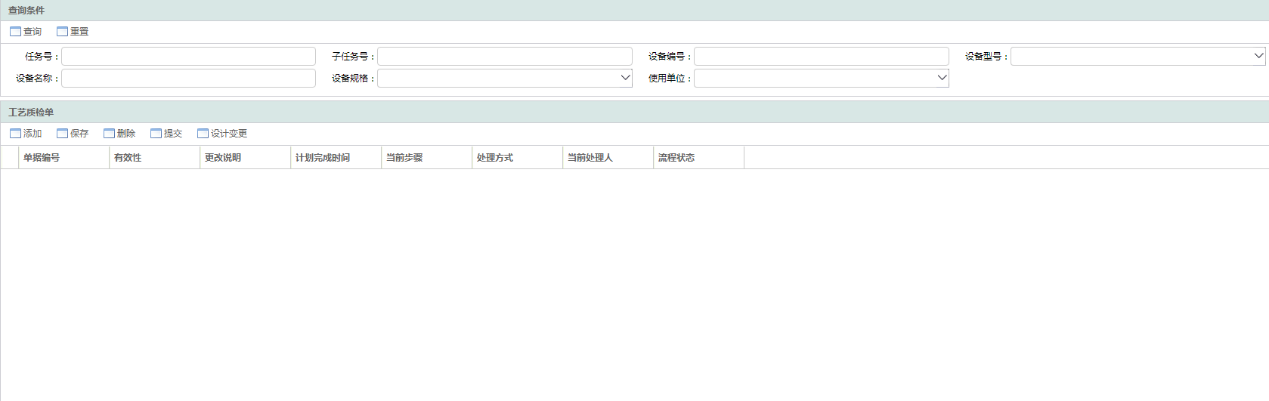 查询条件
查询 重置
任务号： 子任务号： 设备编号： 设备型号：
设备名称： 设备规格： 使用单位：
工艺质检单
添加 保存 删除 提交 设计变更
单据编号 有效性 更改说明 计划完成时间 当前步骤 处理方式 当前处理人 流程状态